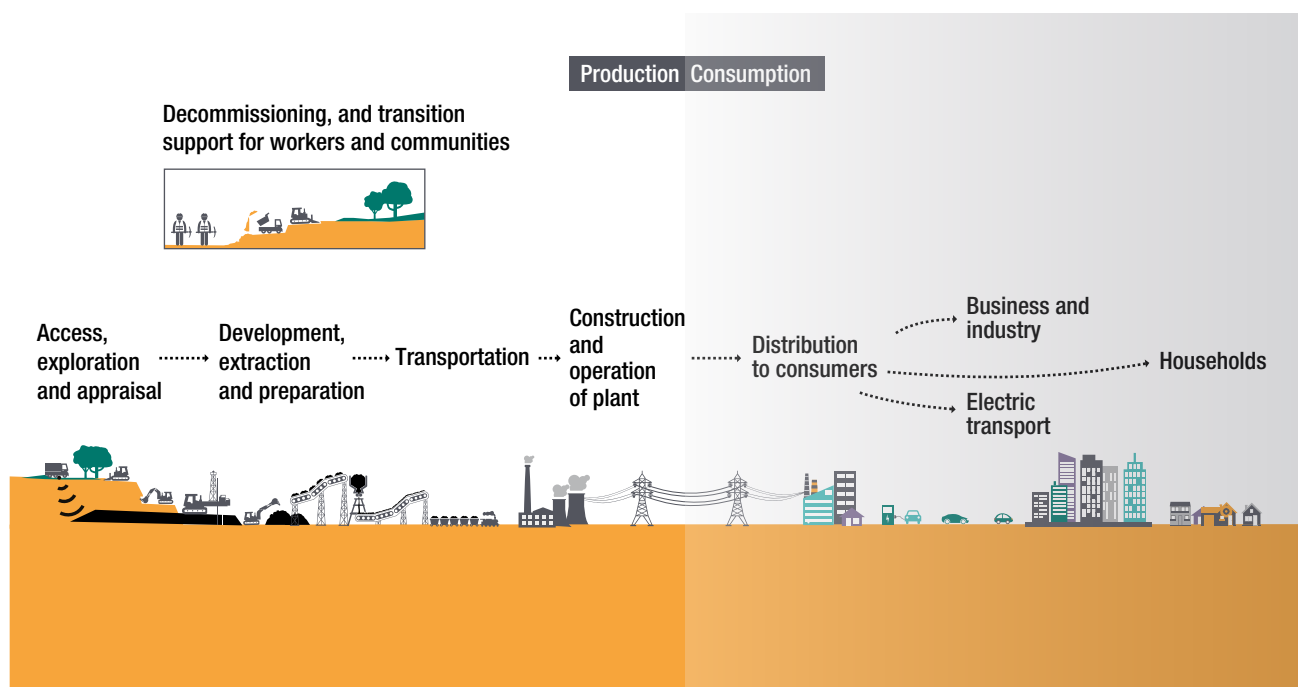 Production Consumption
Decommissioning, and transition
support for workers and communities
Access,
exploration
and appraisal
Development,
extraction
and preparation
Transportation
Construction
and
operation
of plant
Distribution
to consumers
Business and
industry
Households
Electric
transport